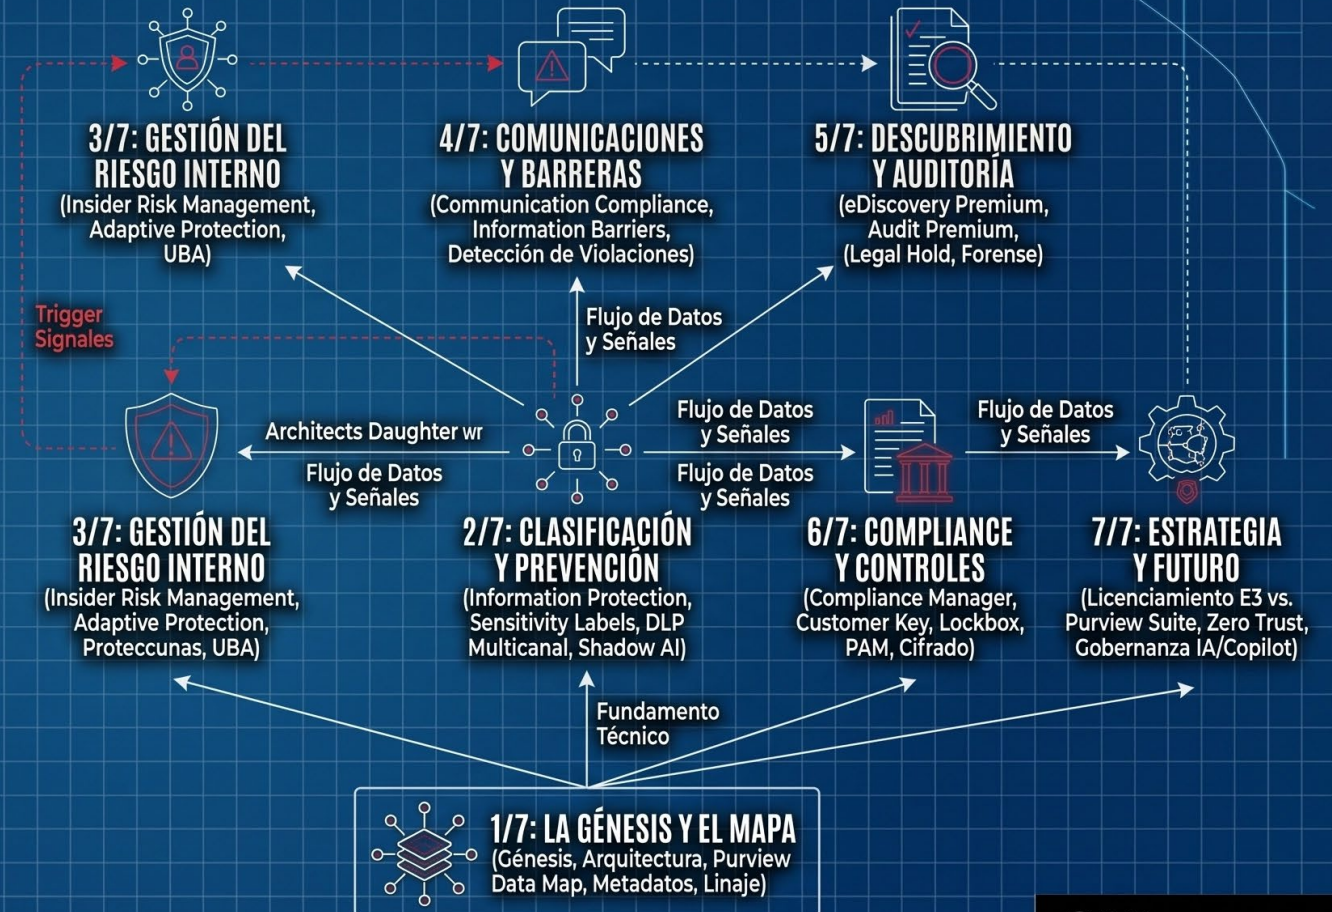 3/7: GESTIÓN DEL
RIESGO INTERNO
(Insider Risk Management,
Adaptive Protection,
UBA)
4/7: COMUNICACIONES
Y BARRERAS
(Communication Compliance,
Information Barriers,
Detección de Violaciones)
5/7: DESCUBRIMIENTO
Y AUDITORÍA
(eDiscovery Premium,
Audit Premium,
(Legal Hold, Forense)
Trigger
Signales
Flujo de Datos
y Señales
Architects Daughter wr
Flujo de Datos
y Señales
Flujo de Datos
y Señales
Flujo de Datos
y Señales
Flujo de Datos
y Señales
3/7: GESTIÓN DEL
RIESGO INTERNO
(Insider Risk Management,
Adaptive Protection,
Proteccunas, UBA)
2/7: CLASIFICACIÓN
Y PREVENCIÓN
(Information Protection,
Sensitivity Labels, DLP
Multicanal, Shadow AI)
6/7: COMPLIANCE
Y CONTROLES
(Compliance Manager,
Customer Key, Lockbox,
PAM, Cifrado)
7/7: ESTRATEGIA
Y FUTURO
(Licenciamiento E3 vs.
Purview Suite, Zero Trust,
Gobernanza IA/Copilot)
Fundamento
Técnico
1/7: LA GÉNESIS Y EL MAPA
(Génesis, Arquitectura, Purview
Data Map, Metadatos, Linaje)